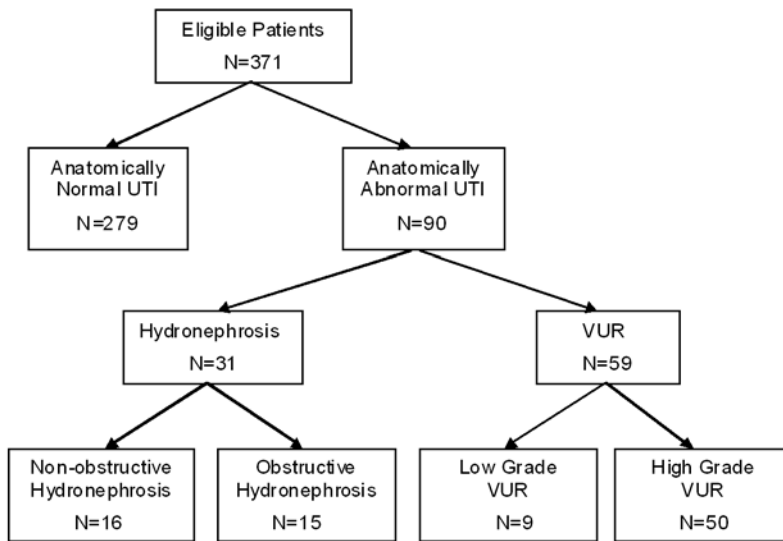 Eligible Patients
N=371
Anatomically
Normal UTI
N=279
Anatomically
Abnormal UTI
N=90
Hydronephrosis
N=31
VUR
N=59
Non-obstructive
Hydronephrosis
N=16
Obstructive
Hydronephrosis
N=15
Low Grade
VUR
N=9
High Grade
VUR
N=50